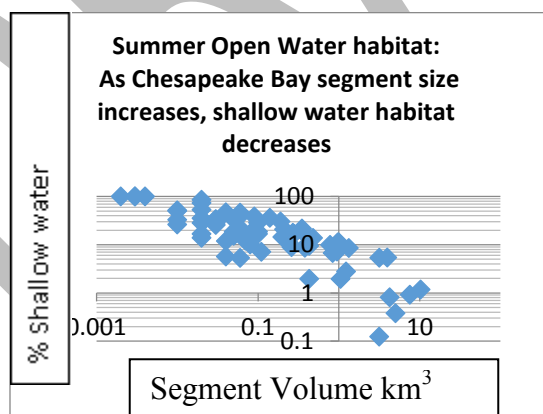 Summer Open Water habitat:
As Chesapeake Bay segment size
increases, shallow water habitat
decreases
% Shallow water
100
10
1
0.1
0.001
0.1
10
Segment Volume km³